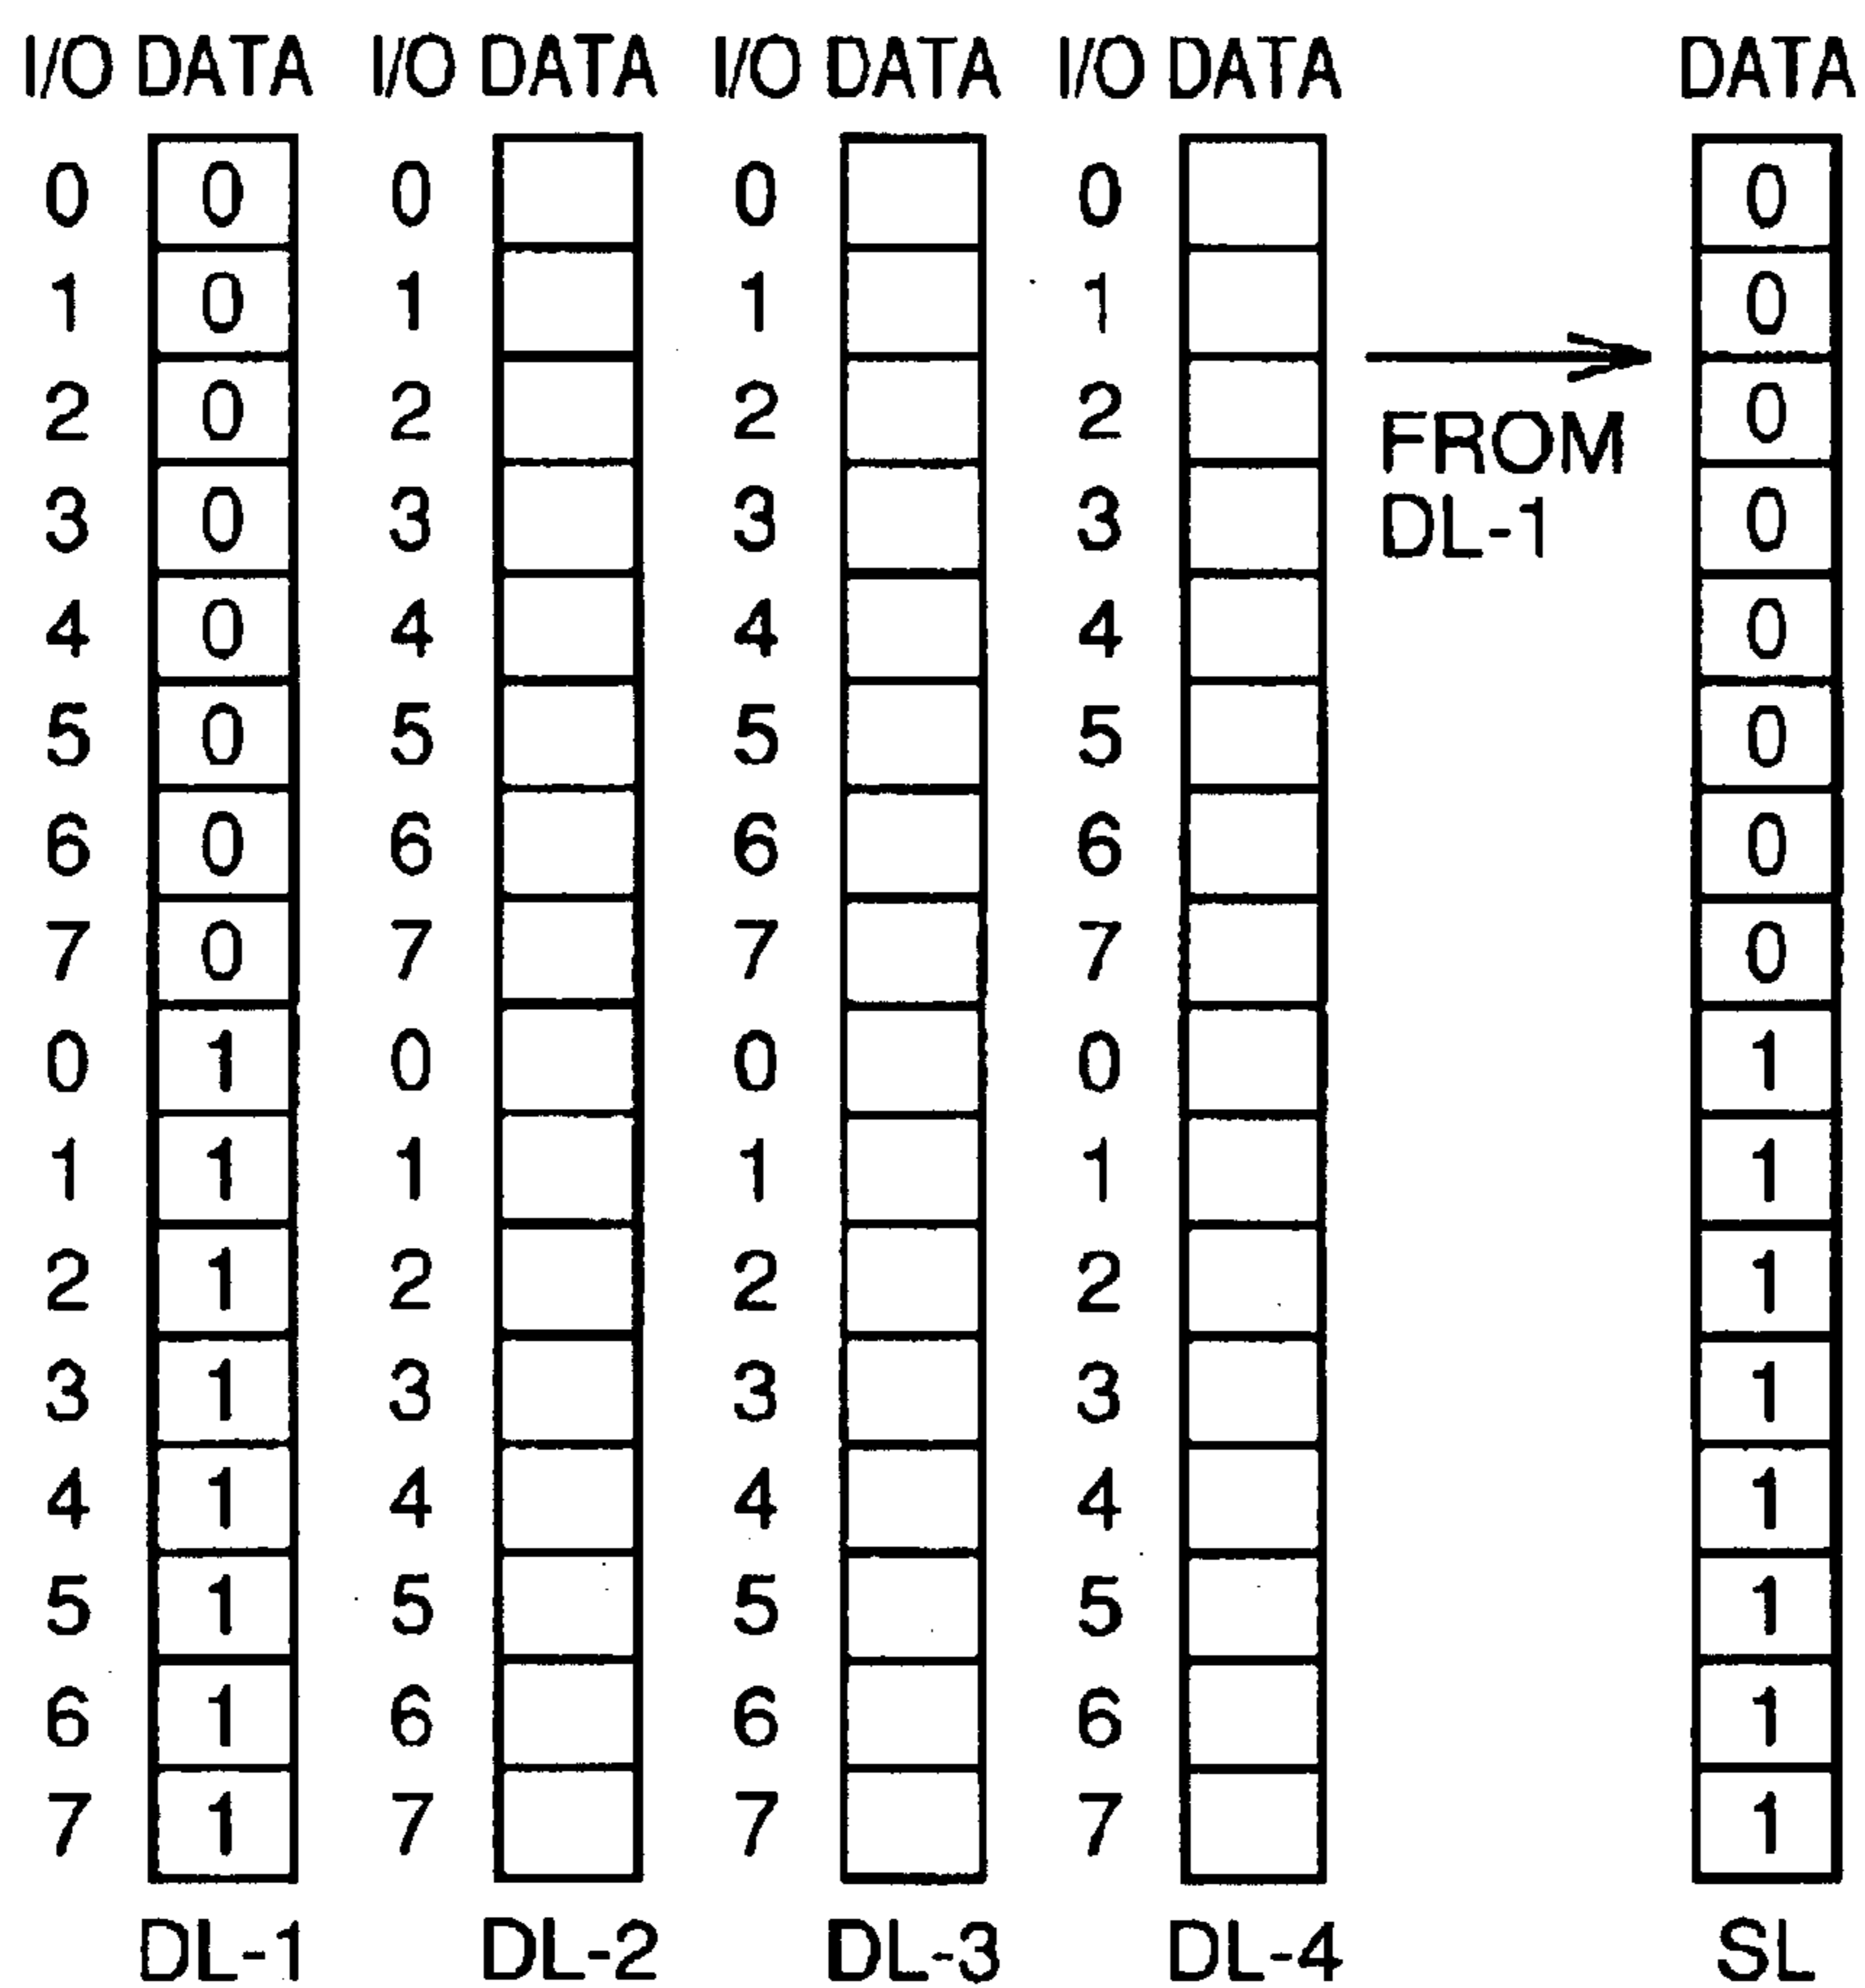 I/O DATA I/O DATA I/O DATA I/O DATA DATA
0 0 0 0 0 0
1 0 1 1 1 0
2 0 2 2 2 0
3 0 3 3 3 0
4 0 4 4 4 0
5 0 5 5 5 0
6 0 6 6 6 0
7 0 7 7 7 0
0 1 0 0 0 1
1 1 1 1 1 1
2 1 2 2 2 1
3 1 3 3 3 1
4 1 4 4 4 1
5 1 5 5 5 1
6 1 6 6 6 1
7 1 7 7 7 1
FROM
DL-1
DL-1 DL-2 DL-3 DL-4 SL